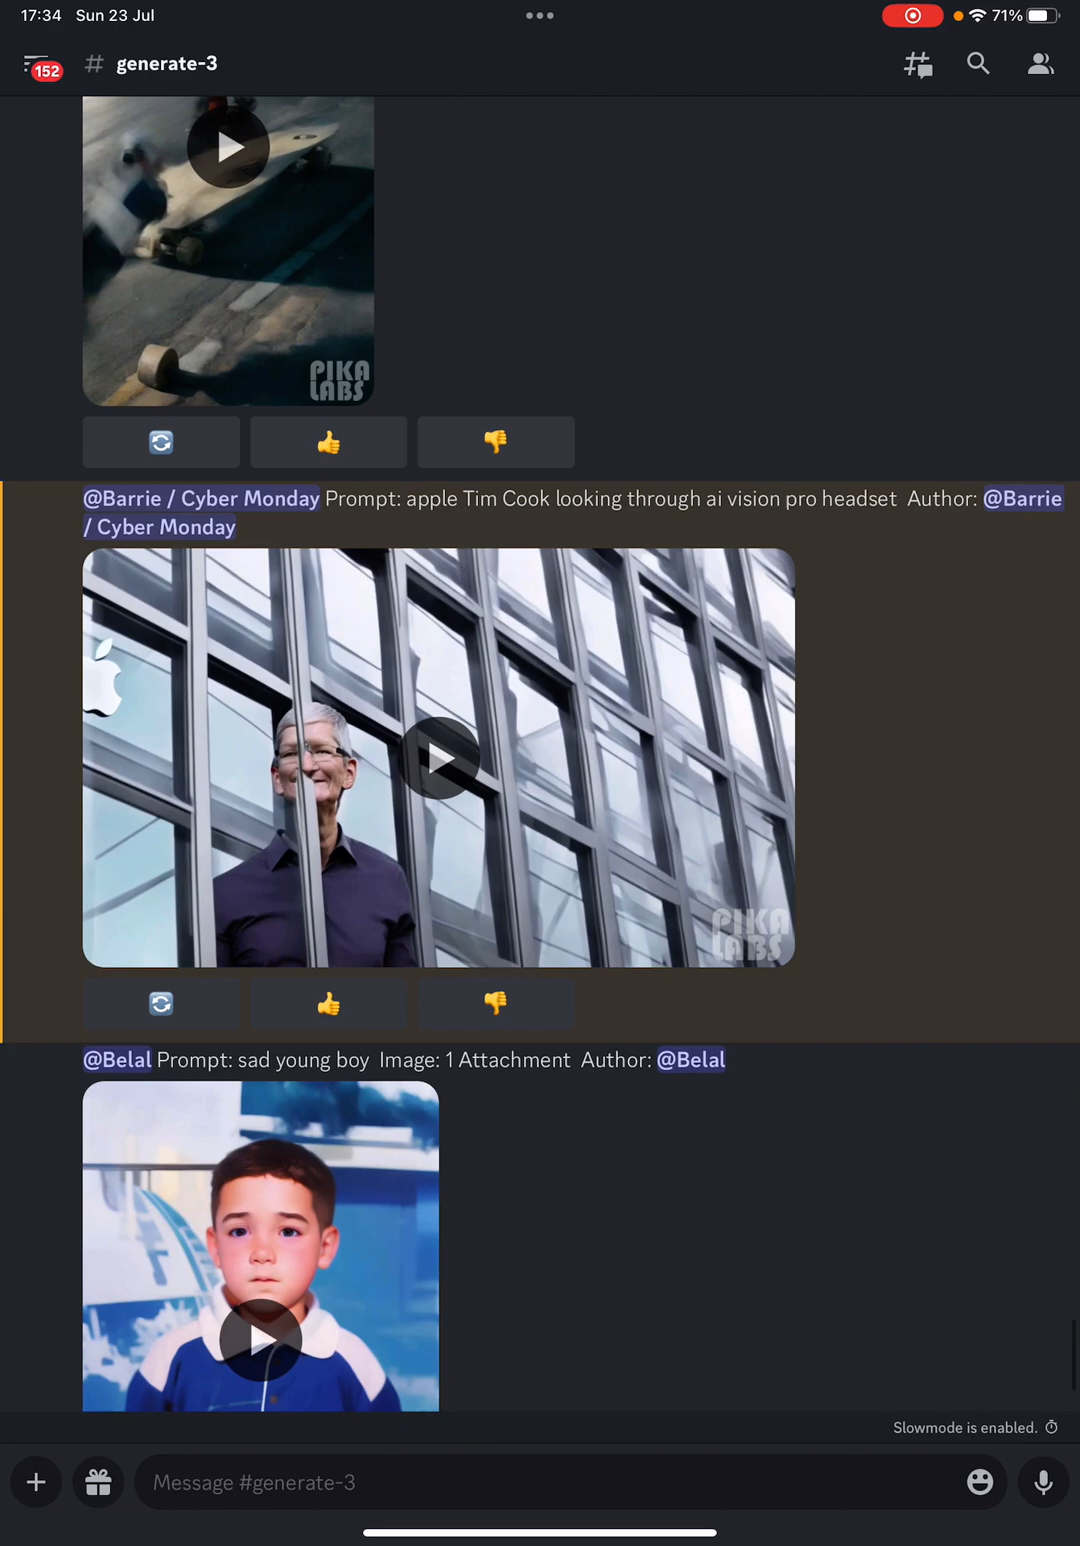 17:34 Sun 23 Jul
71%
152
# generate-3
PIKA
LABS
@Barrie / Cyber Monday Prompt: apple Tim Cook looking through ai vision pro headset Author: @Barrie
/ Cyber Monday
PIKA
LABS
@Belal Prompt: sad young boy Image: 1 Attachment Author: @Belal
Slowmode is enabled.
Message #generate-3